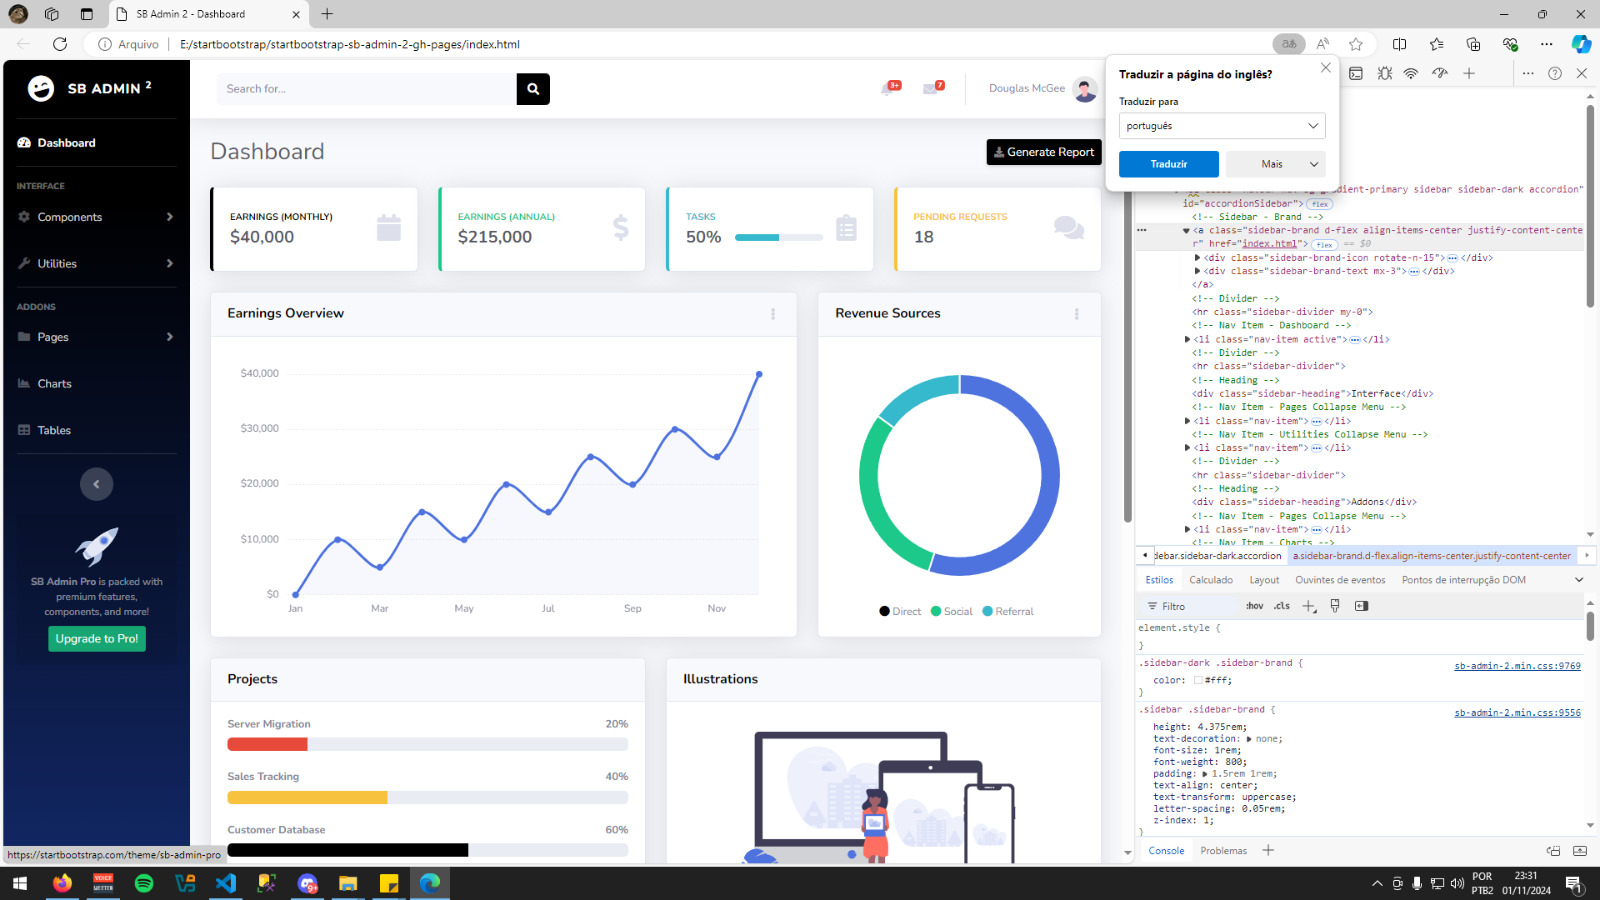 SB Admin 2 - Dashboard
Arquivo
E:/startbootstrap/startbootstrap-sb-admin-2-gh-pages/index.html
SB ADMIN 2
Dashboard
INTERFACE
Components
Utilities
ADDONS
Pages
Charts
Tables
SB Admin Pro is packed with
premium features,
components, and more!
Upgrade to Pro!
https://startbootstrap.com/theme/sb-admin-pro
Search for...
3+
7
Douglas McGee
Dashboard
Generate Report
EARNINGS (MONTHLY)
$40,000
EARNINGS (ANNUAL)
$215,000
TASKS
50%
PENDING REQUESTS
18
Earnings Overview
$40,000
$30,000
$20,000
$10,000
$0
Jan
Mar
May
Jul
Sep
Nov
Revenue Sources
Direct
Social
Referral
Projects
Server Migration
20%
Sales Tracking
40%
Customer Database
60%
Illustrations
Traduzir a página do inglês?
Traduzir para
português
Traduzir
Mais
gradient-primary sidebar sidebar-dark accordion"
id="accordionSidebar"> flex
<!-- Sidebar - Brand -->
<a class="sidebar-brand d-flex align-items-center justify-content-cente
r" href="index.html"> flex == $0
<div class="sidebar-brand-icon rotate-n-15"> ⋯ </div>
<div class="sidebar-brand-text mx-3"> ⋯ </div>
</a>
<!-- Divider -->
<hr class="sidebar-divider my-0">
<!-- Nav Item - Dashboard -->
<li class="nav-item active"> ⋯ </li>
<!-- Divider -->
<hr class="sidebar-divider">
<!-- Heading -->
<div class="sidebar-heading">Interface</div>
<!-- Nav Item - Pages Collapse Menu -->
<li class="nav-item"> ⋯ </li>
<!-- Nav Item - Utilities Collapse Menu -->
<li class="nav-item"> ⋯ </li>
<!-- Divider -->
<hr class="sidebar-divider">
<!-- Heading -->
<div class="sidebar-heading">Addons</div>
<!-- Nav Item - Pages Collapse Menu -->
<li class="nav-item"> ⋯ </li>
<!-- Nav Item - Charts -->
debar.sidebar-dark.accordion
a.sidebar-brand.d-flex.align-items-center.justify-content-center
Estilos
Calculado
Layout
Ouvintes de eventos
Pontos de interrupção DOM
Filtro
:hov
.cls
element.style {
}
.sidebar-dark .sidebar-brand {
sb-admin-2.min.css:9769
color: #fff;
}
.sidebar .sidebar-brand {
sb-admin-2.min.css:9556
height: 4.375rem;
text-decoration: none;
font-size: 1rem;
font-weight: 800;
padding: 1.5rem 1rem;
text-align: center;
text-transform: uppercase;
letter-spacing: 0.05rem;
z-index: 1;
}
Console
Problemas
9+
POR
PTB2
23:31
01/11/2024
1